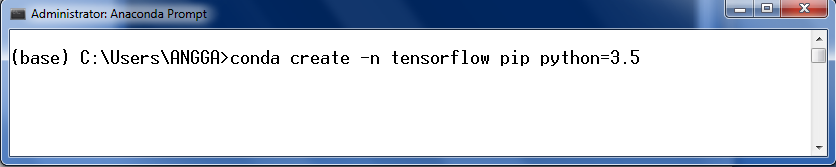 Administrator: Anaconda Prompt
(base) C:\Users\ANGGA>conda create -n tensorflow pip python=3.5